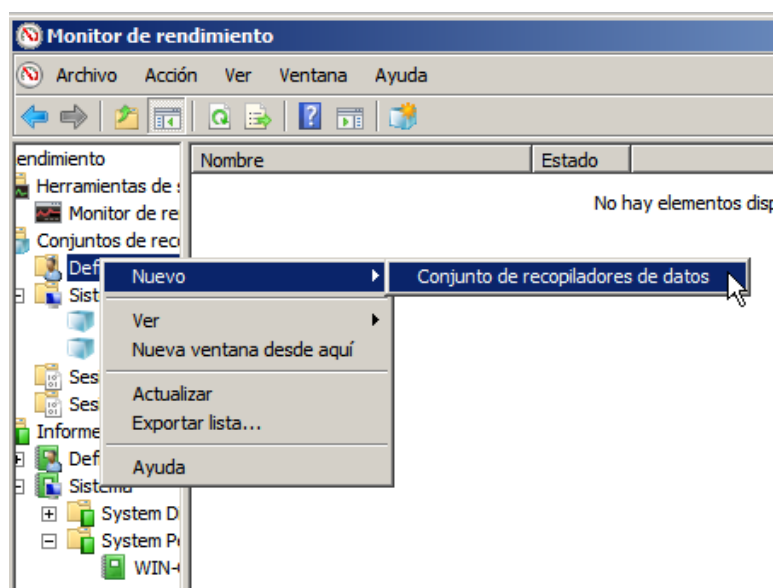 Monitor de rendimiento
Archivo Acción Ver Ventana Ayuda
endimiento
Nombre Estado
Herramientas de
No hay elementos disp
Monitor de re
Conjuntos de reco
Def
Nuevo
Conjunto de recopiladores de datos
Sist
Ver
Nueva ventana desde aquí
Ses
Actualizar
Ses
Exportar lista...
Informe
Def
Ayuda
Sistema
System D
System P
WIN-